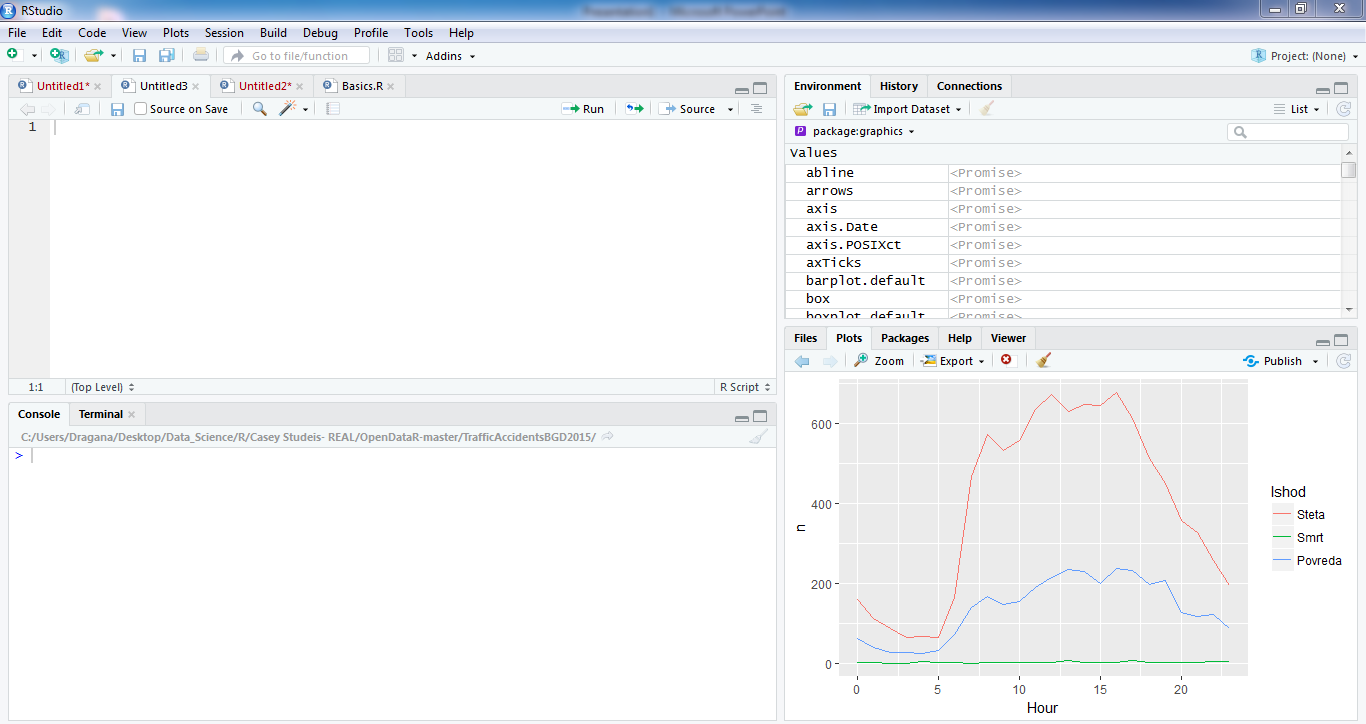 RStudio
File Edit Code View Plots Session Build Debug Profile Tools Help
Go to file/function Addins Project: (None)
Untitled1* Untitled3 Untitled2* Basics.R
Source on Save Run Source
1
1:1 (Top Level) R Script
Console Terminal
C:/Users/Dragana/Desktop/Data_Science/R/Casey Studeis- REAL/OpenDataR-master/TrafficAccidentsBGD2015/
>
Environment History Connections
Import Dataset List
package:graphics
Values
abline <Promise>
arrows <Promise>
axis <Promise>
axis.Date <Promise>
axis.POSIXct <Promise>
axTicks <Promise>
barplot.default <Promise>
box <Promise>
boxplot.default <Promise>
Files Plots Packages Help Viewer
Zoom Export Publish
600
400
200
0
n
0 5 10 15 20
Hour
Ishod
Steta
Smrt
Povreda